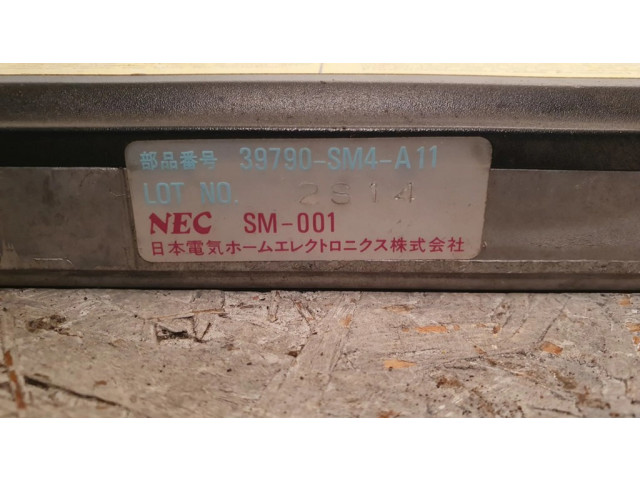 部品番号 39790-SM4-A11
LOT NO. 2914
NEC SM-001
日本電気ホームエレクトロニクス株式会社